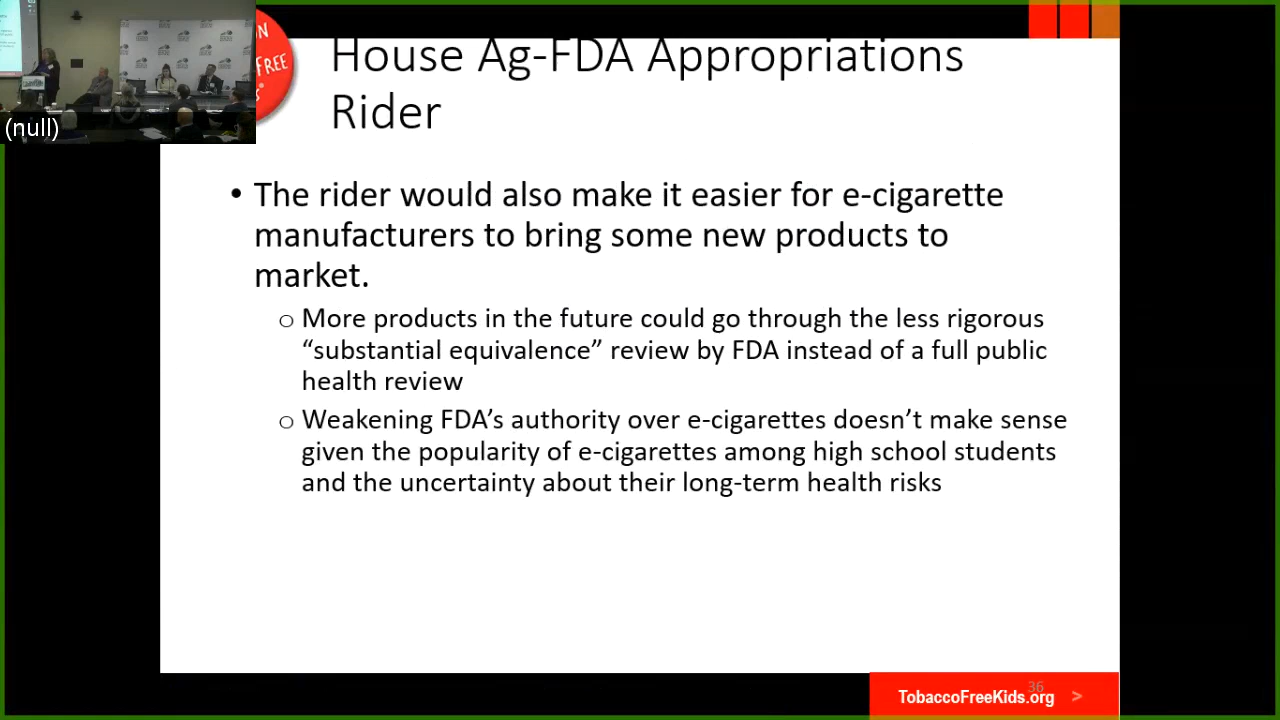 House Ag-FDA Appropriations
Rider
(null)
• The rider would also make it easier for e-cigarette
manufacturers to bring some new products to
market.
o More products in the future could go through the less rigorous
“substantial equivalence” review by FDA instead of a full public
health review
o Weakening FDA’s authority over e-cigarettes doesn’t make sense
given the popularity of e-cigarettes among high school students
and the uncertainty about their long-term health risks
36
TobaccoFreeKids.org >